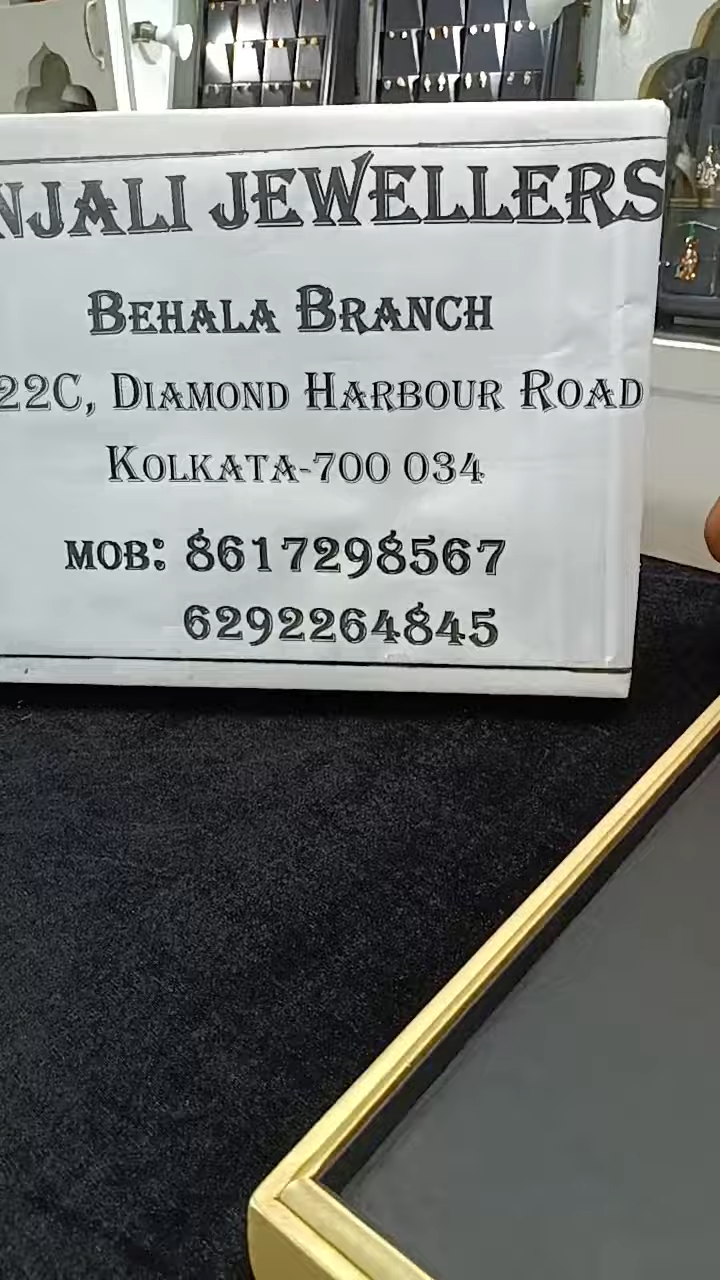 NJALI JEWELLERS
BEHALA BRANCH
22C, DIAMOND HARBOUR ROAD
KOLKATA-700 034
MOB: 8617298567
6292264845